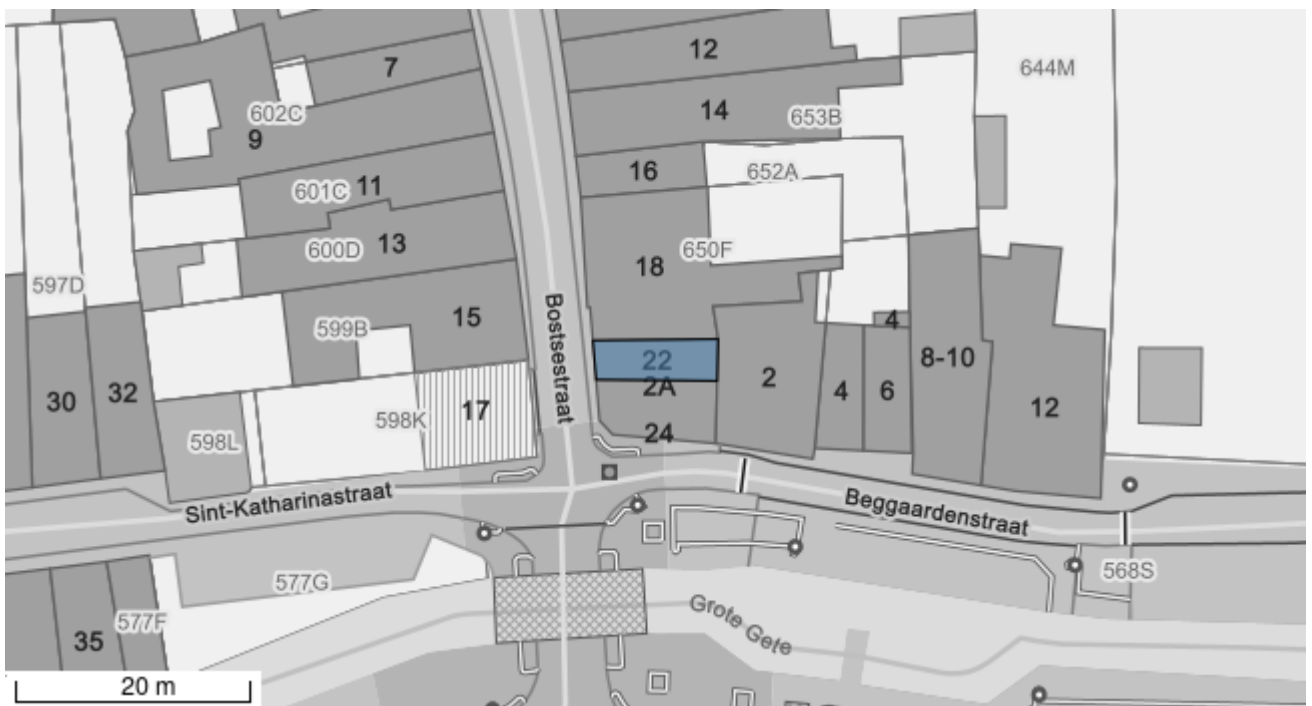 12
7
644M
602C
14
653B
9
16
652A
601C
11
600D
13
650F
18
597D
15
599B
Bostsestraat
4
22
8-10
2A
2
4
6
30
32
17
12
598K
24
598L
Sint-Katharinastraat
Beggaardenstraat
568S
577G
577F
35
Grote Gete
20 m